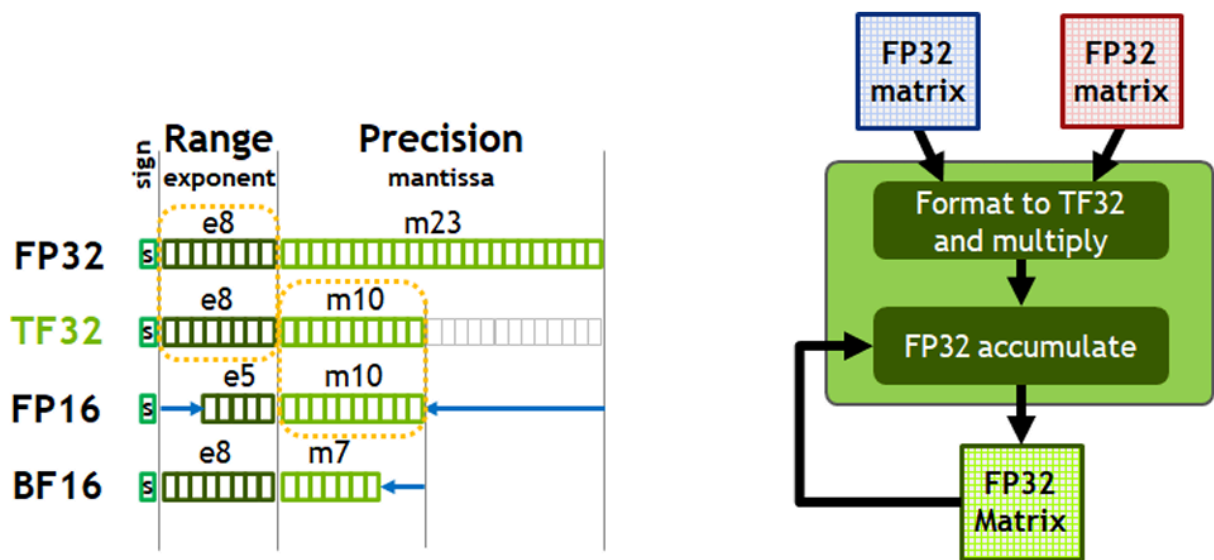 Range
Precision
sign
exponent
mantissa
e8
m23
FP32
s
e8
m10
TF32
s
e5
m10
FP16
s
e8
m7
BF16
s
FP32
matrix
FP32
matrix
Format to TF32
and multiply
FP32 accumulate
FP32
Matrix